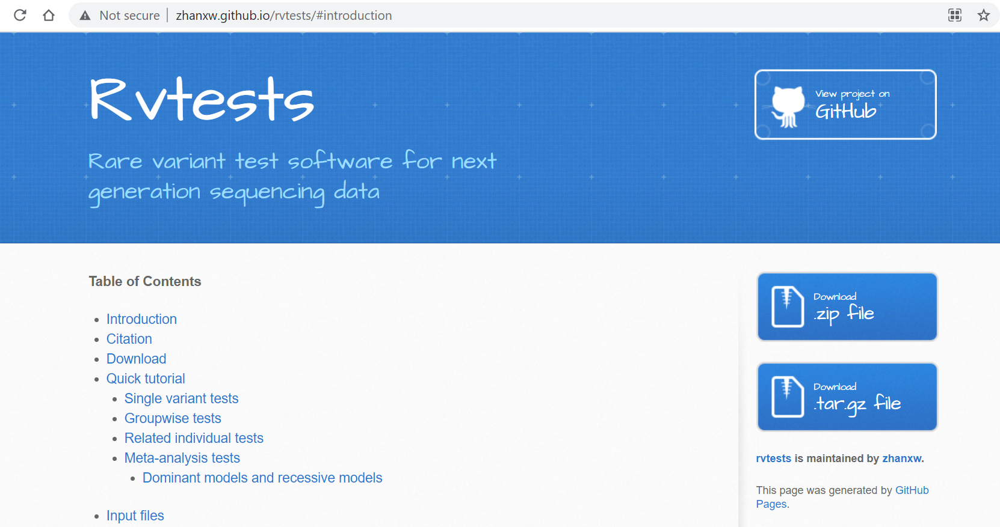 Not secure | zhanxw.github.io/rvtests/#introduction
Rvtests
View project on
GitHub
Rare variant test software for next
generation sequencing data
Table of Contents
Introduction
Citation
Download
Quick tutorial
Single variant tests
Groupwise tests
Related individual tests
Meta-analysis tests
Dominant models and recessive models
Input files
Download
.zip file
Download
.tar.gz file
rvtests is maintained by zhanxw.
This page was generated by GitHub
Pages.